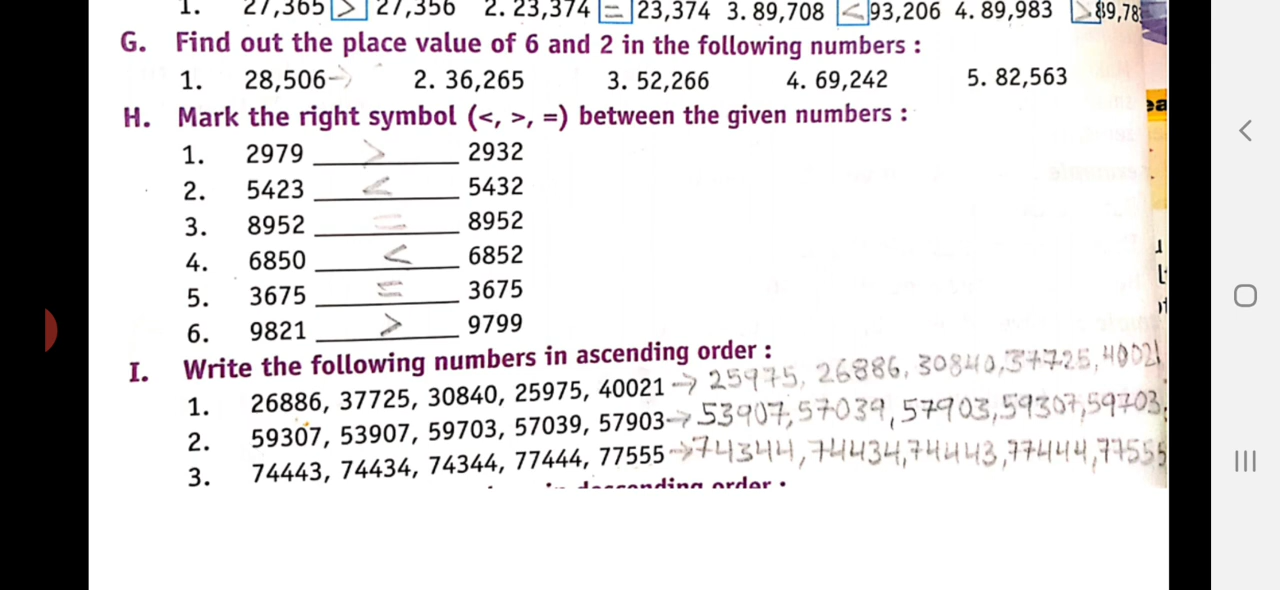 1. 27,365 > 27,356 2. 23,374 = 23,374 3. 89,708 < 93,206 4. 89,983 > 89,78
G. Find out the place value of 6 and 2 in the following numbers :
1. 28,506 → 2. 36,265 3. 52,266 4. 69,242 5. 82,563
H. Mark the right symbol (<, >, =) between the given numbers :
1. 2979 > 2932
2. 5423 < 5432
3. 8952 = 8952
4. 6850 < 6852
5. 3675 = 3675
6. 9821 > 9799
I. Write the following numbers in ascending order :
1. 26886, 37725, 30840, 25975, 40021 → 25975, 26886, 30840, 37725, 40021
2. 59307, 53907, 59703, 57039, 57903 → 53907, 57039, 57903, 59307, 59703,
3. 74443, 74434, 74344, 77444, 77555 → 74344, 74434, 74443, 77444, 77555
in descending order :